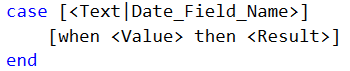 case [<Text|Date_Field_Name>]
    [when <Value> then <Result>]
end